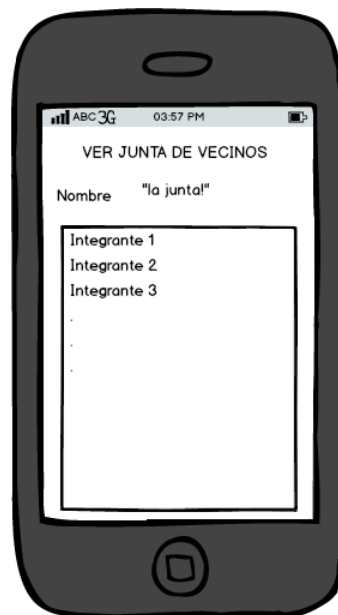 ABC 3G 03:57 PM
VER JUNTA DE VECINOS
Nombre "la junta!"
Integrante 1
Integrante 2
Integrante 3
.
.
.